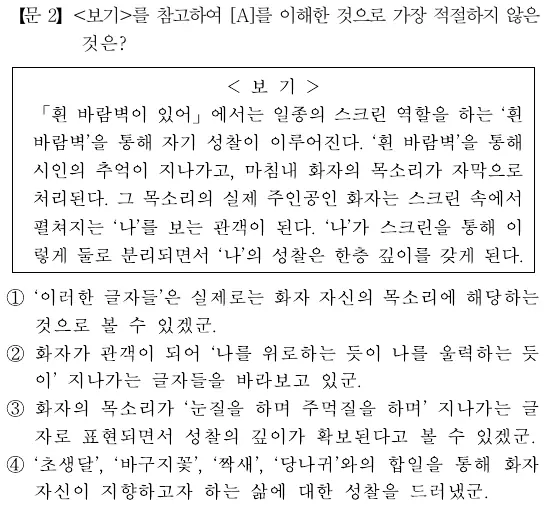 【문 2】 <보기>를 참고하여 [A]를 이해한 것으로 가장 적절하지 않은
것은?
< 보 기 >
「흰 바람벽이 있어」에서는 일종의 스크린 역할을 하는 ‘흰
바람벽’을 통해 자기 성찰이 이루어진다. ‘흰 바람벽’을 통해
시인의 추억이 지나가고, 마침내 화자의 목소리가 자막으로
처리된다. 그 목소리의 실제 주인공인 화자는 스크린 속에서
펼쳐지는 ‘나’를 보는 관객이 된다. ‘나’가 스크린을 통해 이
렇게 둘로 분리되면서 ‘나’의 성찰은 한층 깊이를 갖게 된다.
① ‘이러한 글자들’은 실제로는 화자 자신의 목소리에 해당하는
것으로 볼 수 있겠군.
② 화자가 관객이 되어 ‘나를 위로하는 듯이 나를 울력하는 듯
이’ 지나가는 글자들을 바라보고 있군.
③ 화자의 목소리가 ‘눈질을 하며 주먹질을 하며’ 지나가는 글
자로 표현되면서 성찰의 깊이가 확보된다고 볼 수 있겠군.
④ ‘초생달’, ‘바구지꽃’, ‘짝새’, ‘당나귀’와의 합일을 통해 화자
자신이 지향하고자 하는 삶에 대한 성찰을 드러냈군.